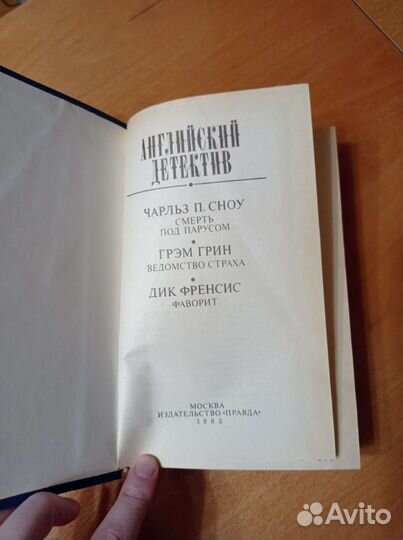 АНГЛИЙСКИЙ
ДЕТЕКТИВ
ЧАРЛЬЗ П. СНОУ
СМЕРТЬ
ПОД ПАРУСОМ
ГРЭМ ГРИН
ВЕДОМСТВО СТРАХА
ДИК ФРЕНСИС
ФАВОРИТ
МОСКВА
ИЗДАТЕЛЬСТВО «ПРАВДА»
1983
Avito